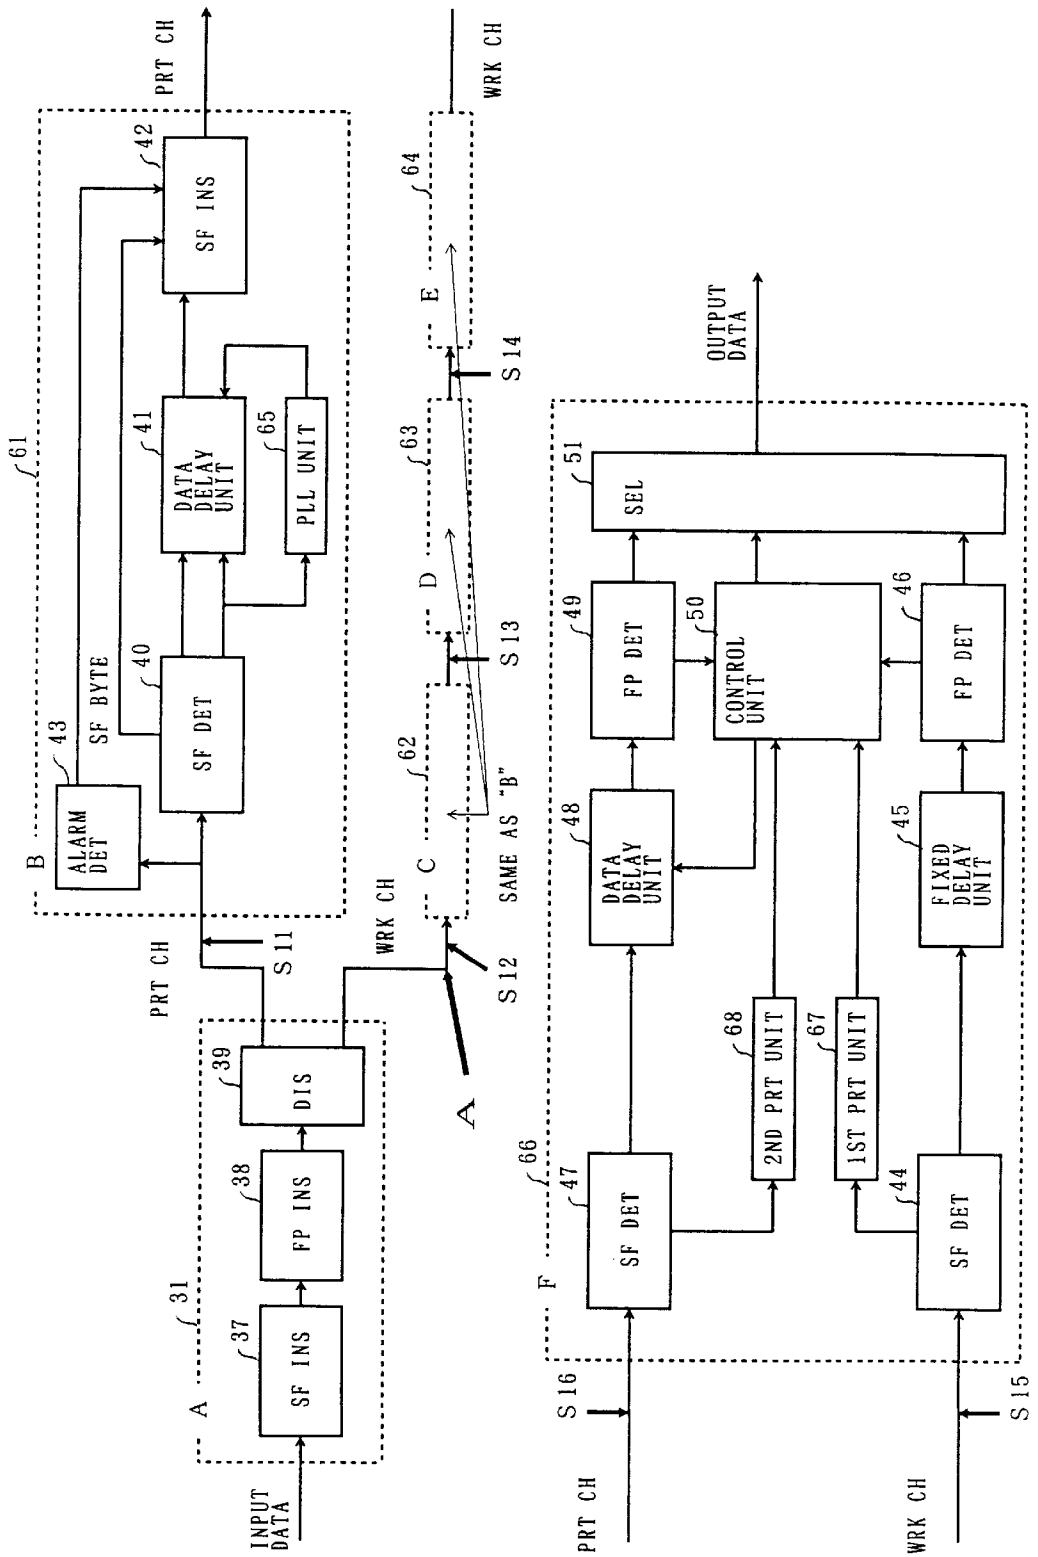 INPUT
DATA
A
31
37
SF INS
38
FP INS
39
DIS
PRT CH
S11
WRK CH
S12
A
B
61
43
ALARM
DET
SF BYTE
40
SF DET
41
DATA
DELAY
UNIT
65
PLL UNIT
42
SF INS
PRT CH
C
62
SAME AS "B"
S13
D
63
S14
E
64
WRK CH
PRT CH
S16
WRK CH
S15
F
66
47
SF DET
44
SF DET
68
2ND PRT UNIT
67
1ST PRT UNIT
48
DATA
DELAY
UNIT
45
FIXED
DELAY
UNIT
49
FP DET
50
CONTROL
UNIT
46
FP DET
51
SEL
OUTPUT
DATA